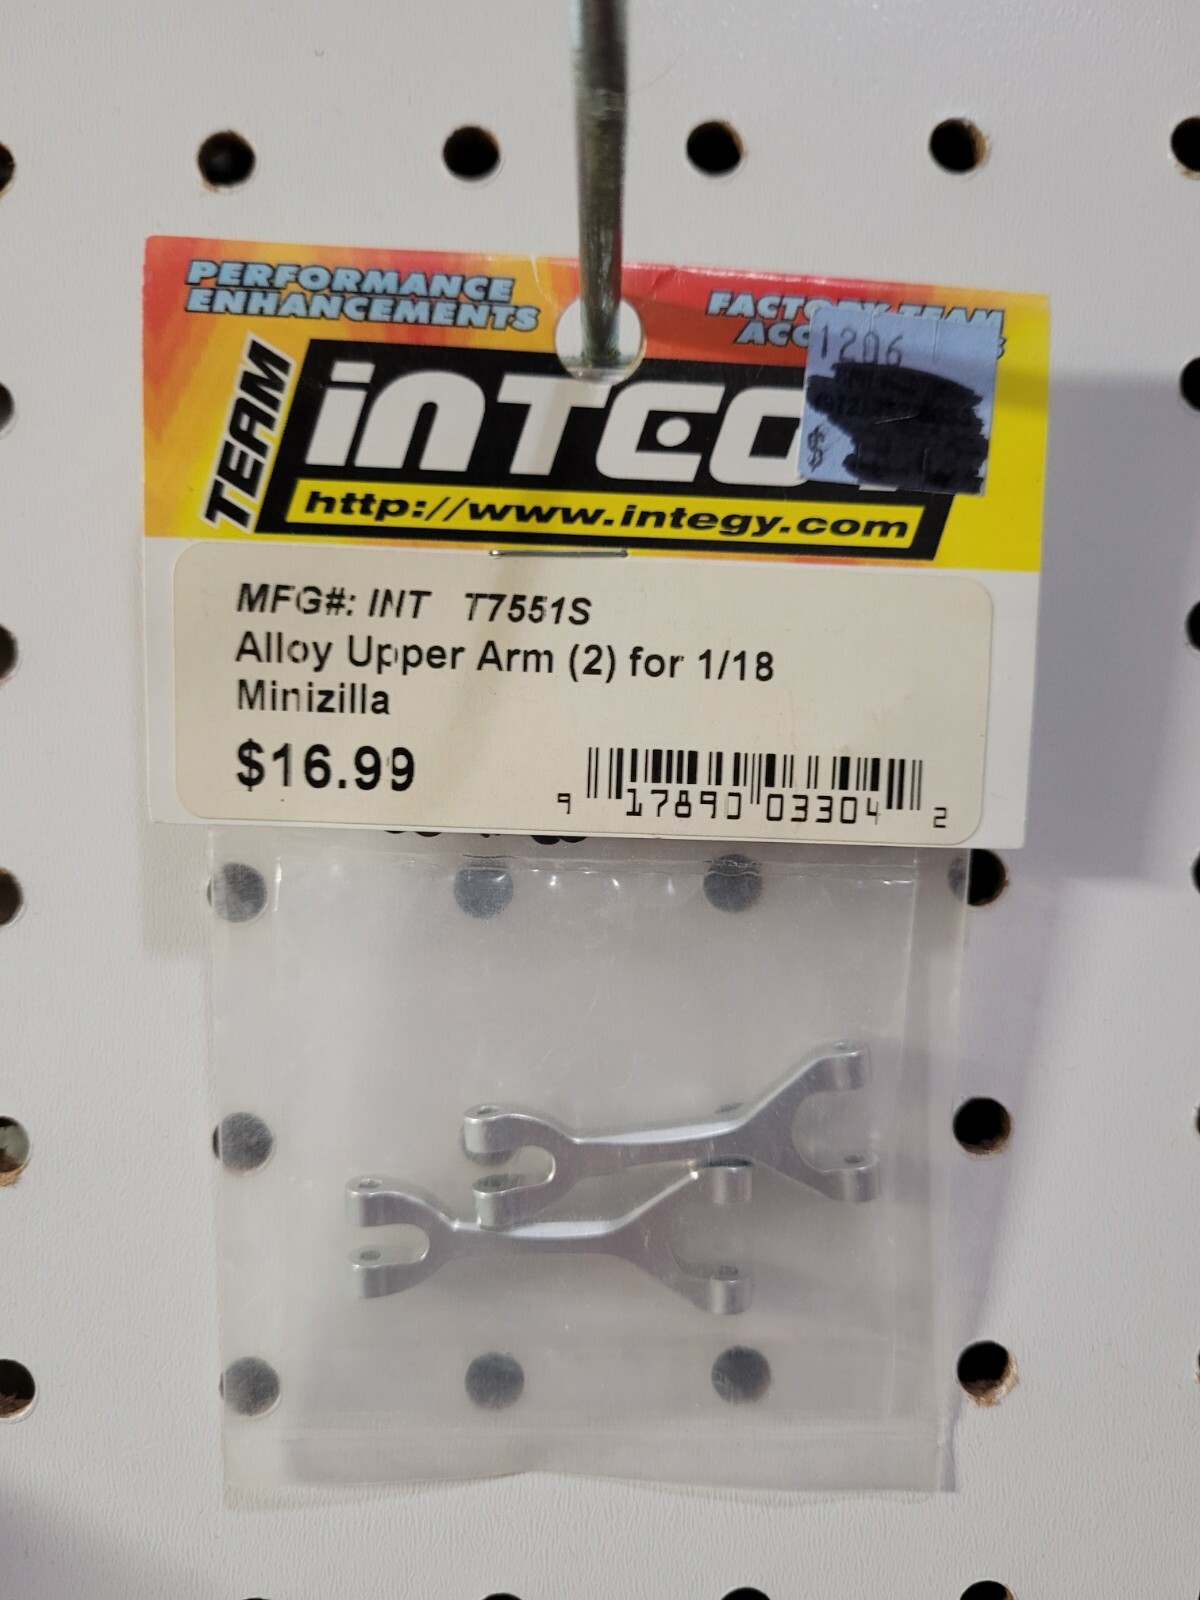 PERFORMANCE
ENHANCEMENTS
FACTORY TEAM
1206
$
TEAM
iNTEG
http://www.integy.com
MFG#: INT T7551S
Alloy Upper Arm (2) for 1/18
Minizilla
$16.99
9 17890 03304 2